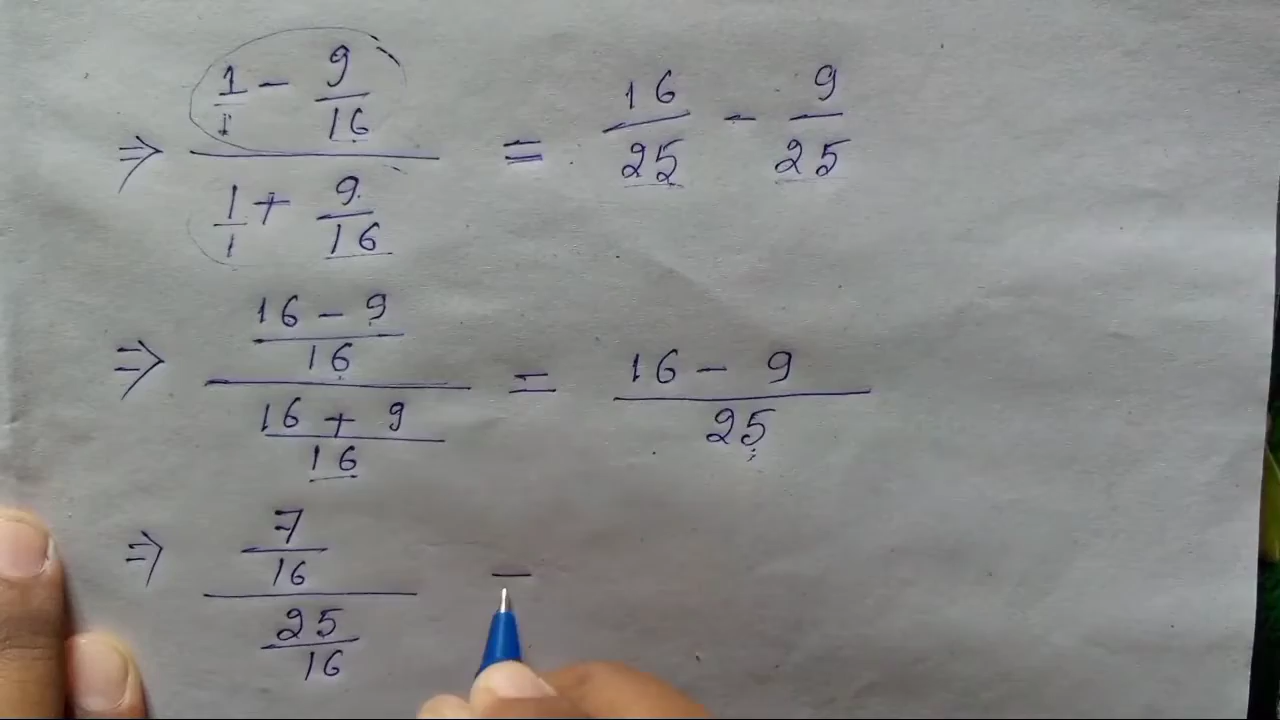 ⇒ (1/1 - 9/16) / (1/1 + 9/16) = 16/25 - 9/25
⇒ ((16 - 9)/16) / ((16 + 9)/16) = (16 - 9)/25
⇒ (7/16) / (25/16) -